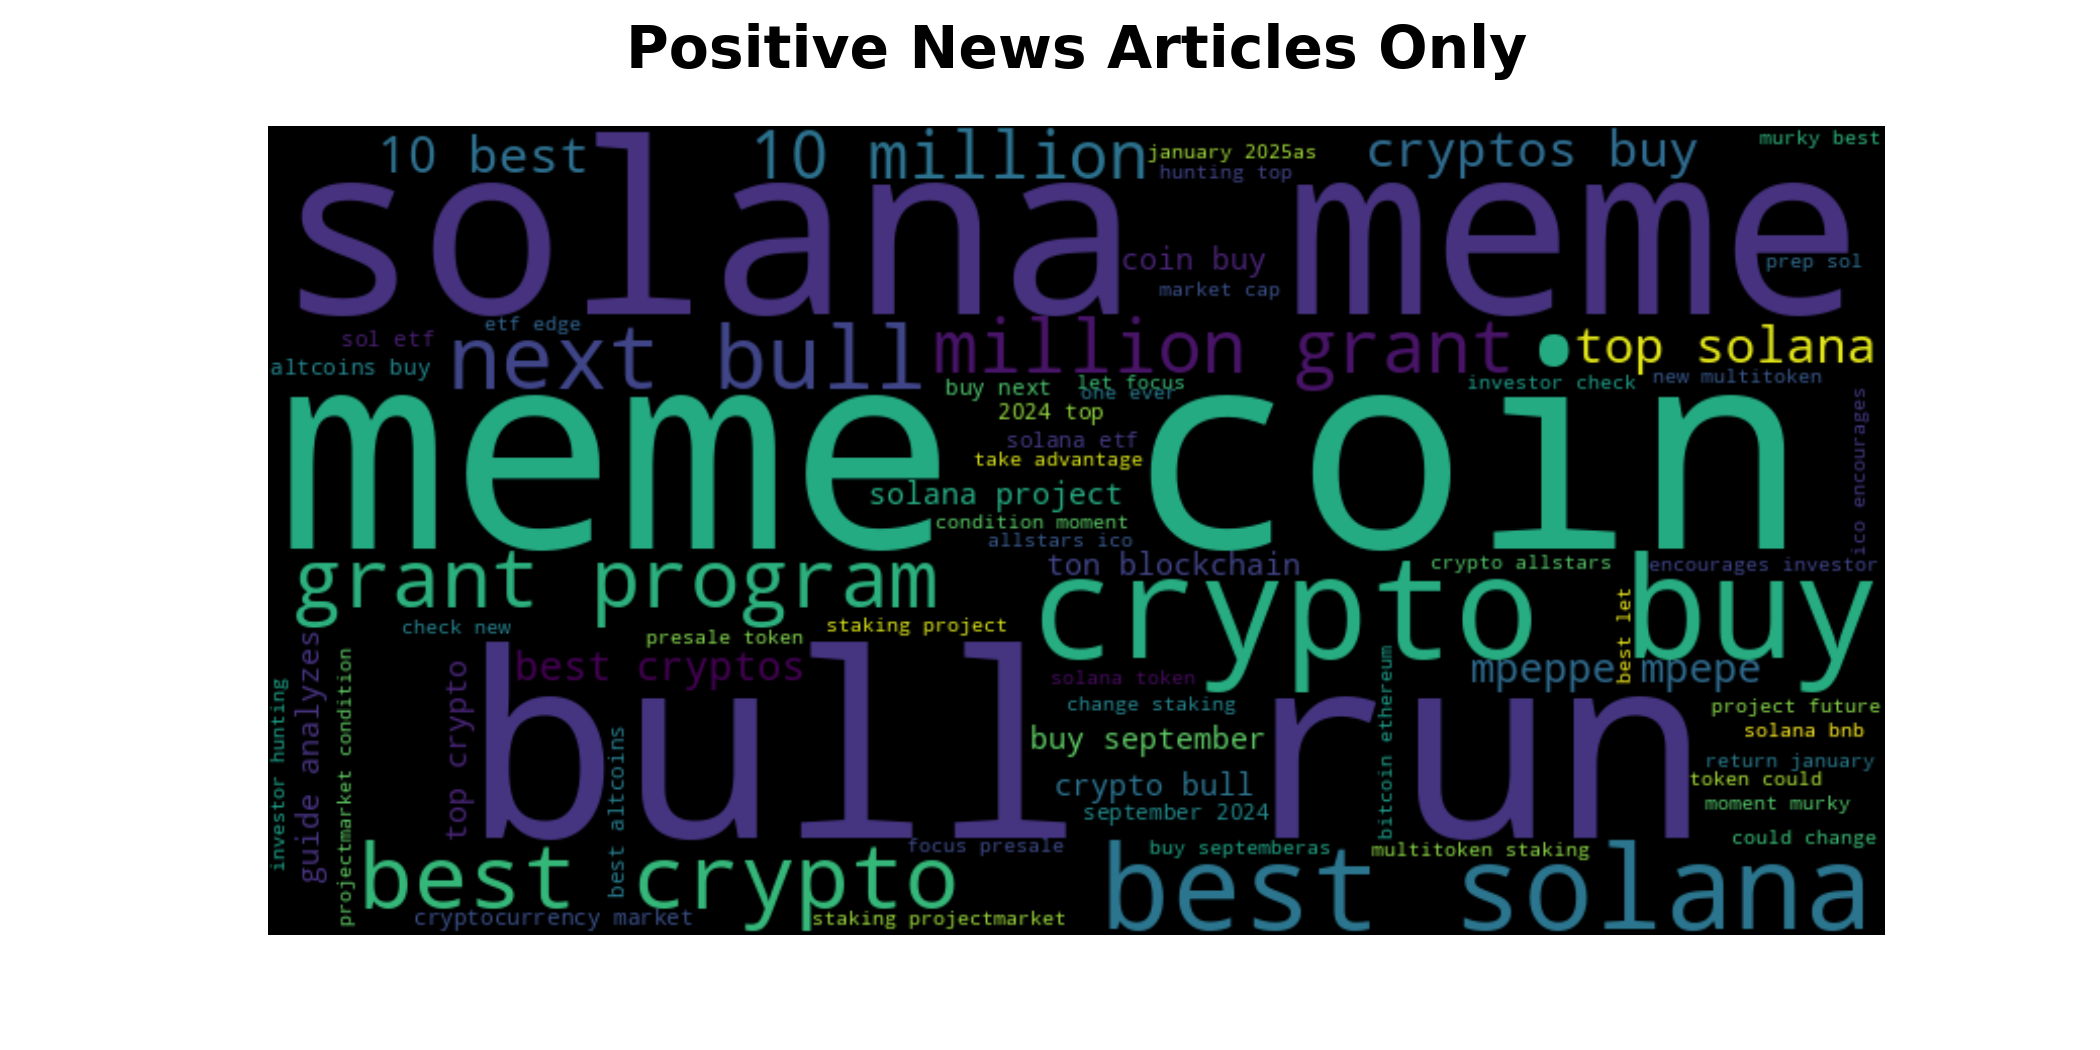 Positive News Articles Only
10 best
10 million
january 2025as
hunting top
cryptos buy
murky best
solana meme
coin buy
market cap
prep sol
sol etf
etf edge
altcoins buy
next bull
million grant
top solana
buy next
let focus
one ever
investor check
new multitoken
2024 top
solana etf
take advantage
meme coin
solana project
condition moment
allstars ico
ico encourages
grant program
ton blockchain
crypto allstars
encourages investor
crypto buy
check new
presale token
staking project
best let
best cryptos
solana token
mpeppe mpepe
guide analyzes
investor hunting
projectmarket condition
top crypto
bull run
best altcoins
change staking
buy september
crypto bull
september 2024
bitcoin ethereum
project future
solana bnb
return january
token could
moment murky
could change
focus presale
buy septemberas
multitoken staking
best crypto
best solana
cryptocurrency market
staking projectmarket